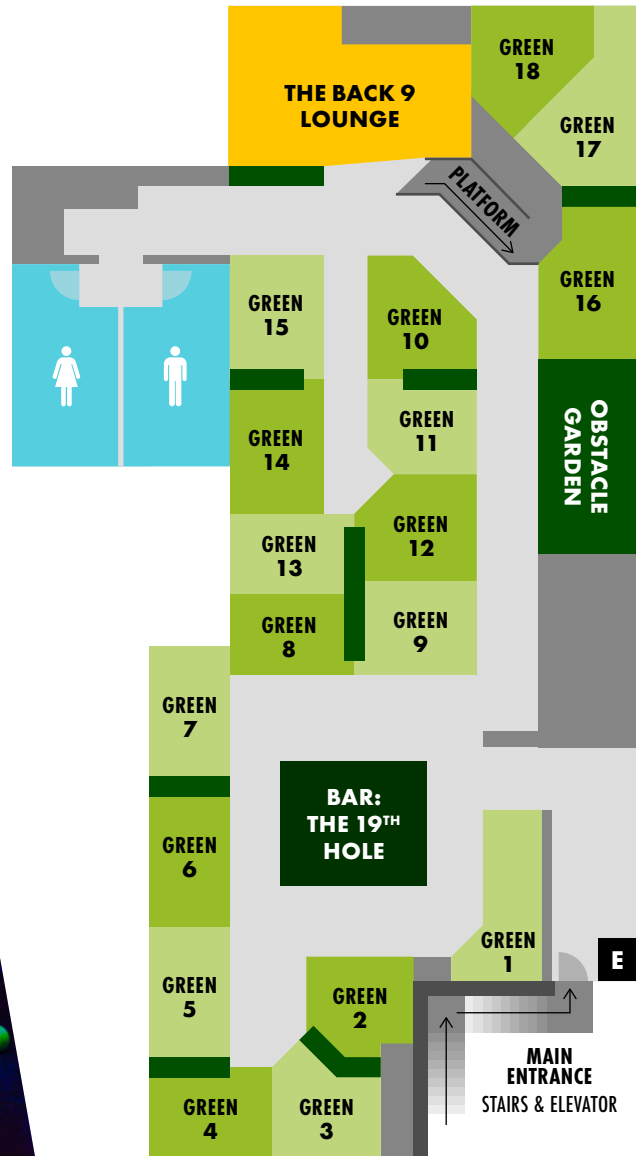 GREEN
18
THE BACK 9
LOUNGE
GREEN
17
PLATFORM
GREEN
16
GREEN
15
GREEN
10
GREEN
11
OBSTACLE
GARDEN
GREEN
14
GREEN
12
GREEN
13
GREEN
9
GREEN
8
GREEN
7
BAR:
THE 19TH
HOLE
GREEN
6
GREEN
1
E
GREEN
5
GREEN
2
MAIN
ENTRANCE
STAIRS & ELEVATOR
GREEN
4
GREEN
3